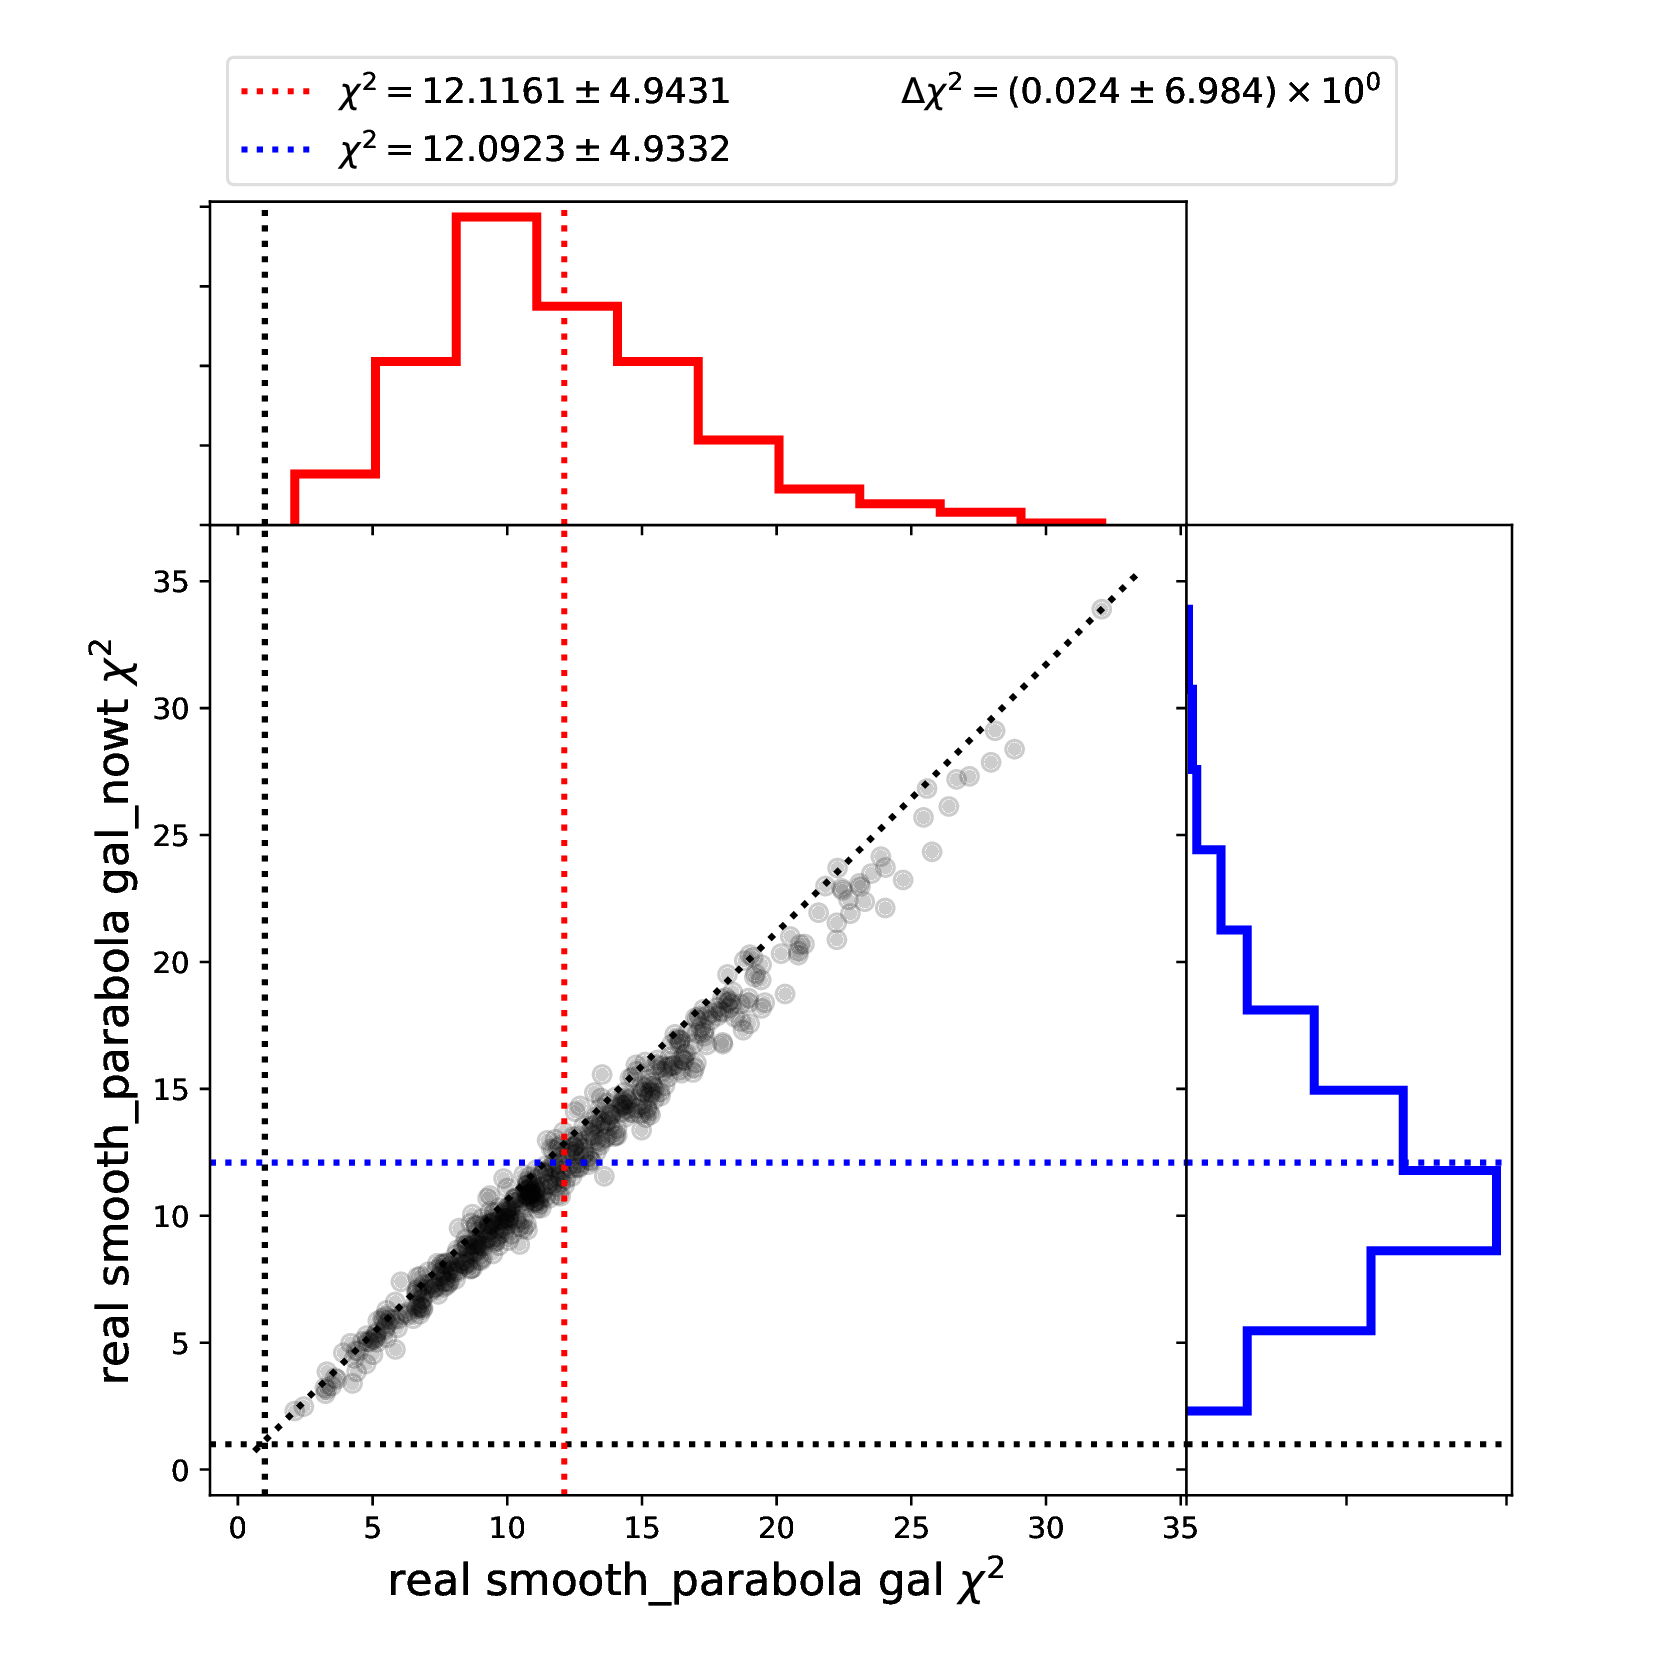 χ² = 12.1161 ± 4.9431
Δχ² = (0.024 ± 6.984) × 10⁰
χ² = 12.0923 ± 4.9332
35
30
25
20
15
10
5
0
real smooth_parabola gal_nowt χ²
0 5 10 15 20 25 30 35
real smooth_parabola gal χ²